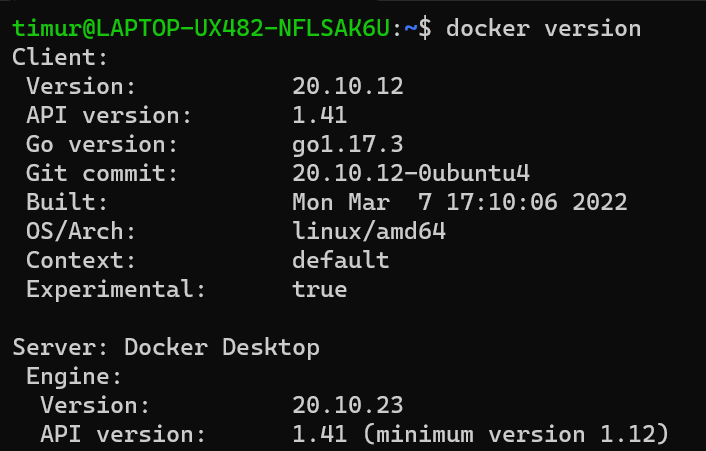 timur@LAPTOP-UX482-NFLSAK6U:~$ docker version
Client:
 Version:           20.10.12
 API version:       1.41
 Go version:        go1.17.3
 Git commit:        20.10.12-0ubuntu4
 Built:             Mon Mar  7 17:10:06 2022
 OS/Arch:           linux/amd64
 Context:           default
 Experimental:      true

Server: Docker Desktop
 Engine:
  Version:          20.10.23
  API version:      1.41 (minimum version 1.12)